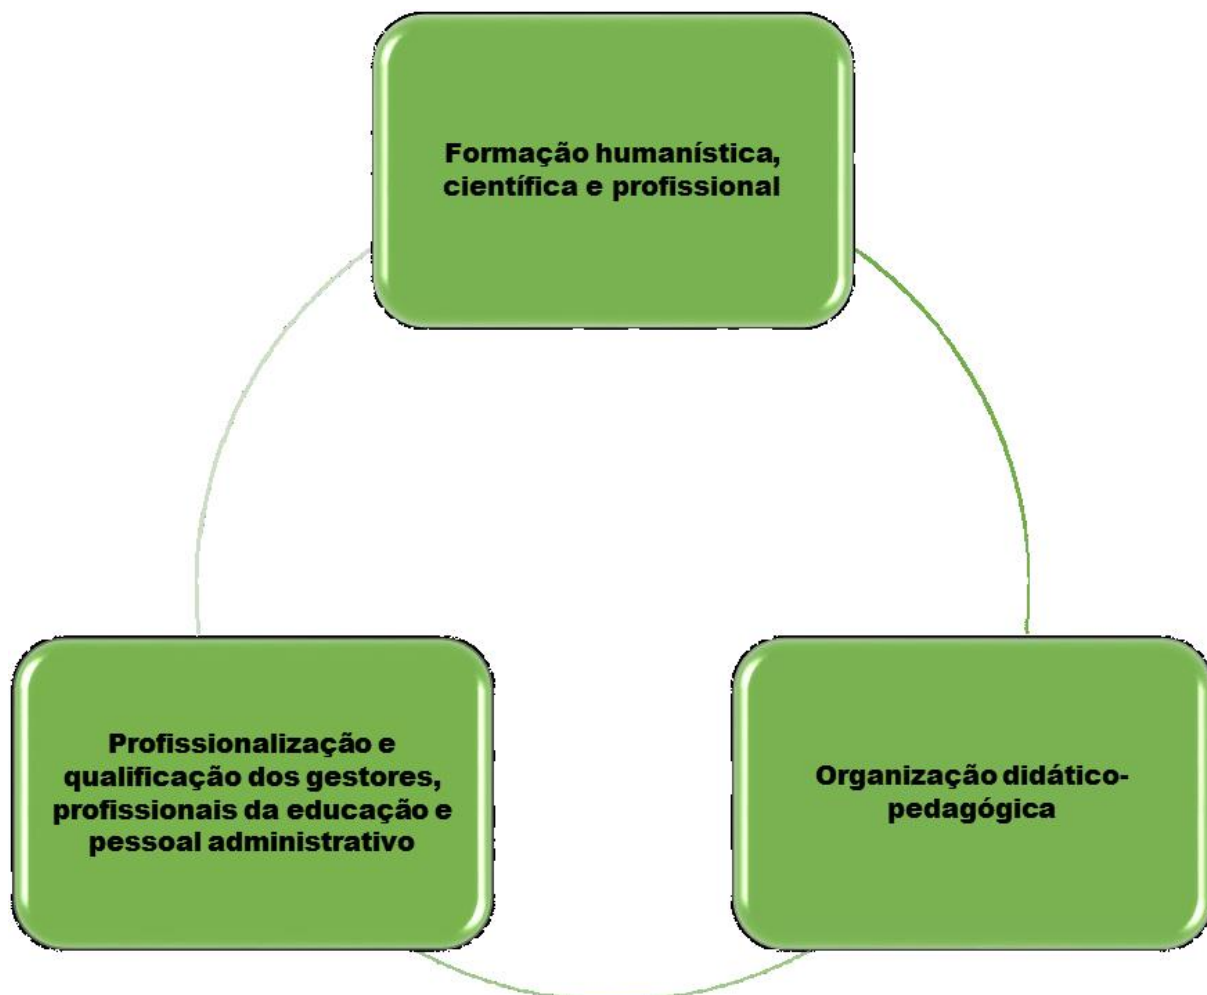 Formação humanística,
científica e profissional
Profissionalização e
qualificação dos gestores,
profissionais da educação e
pessoal administrativo
Organização didático-
pedagógica